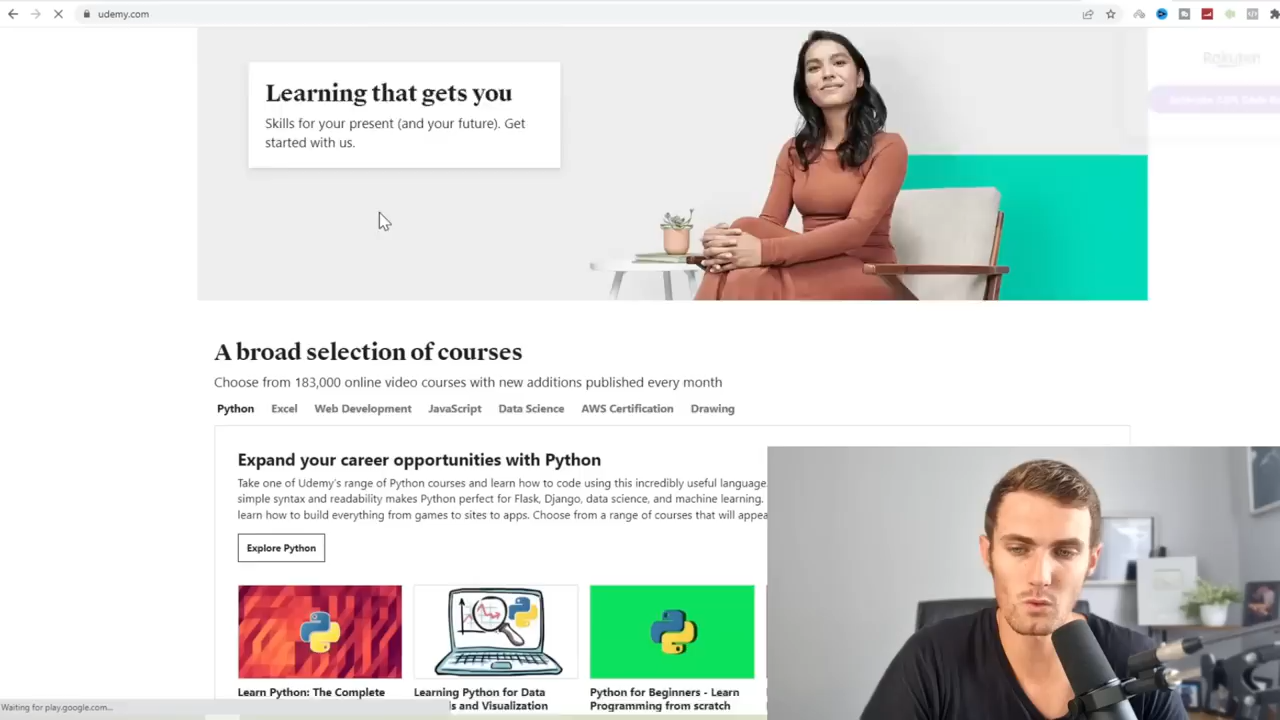 udemy.com
Rakuten
Learning that gets you
Skills for your present (and your future). Get
started with us.
A broad selection of courses
Choose from 183,000 online video courses with new additions published every month
Python Excel Web Development JavaScript Data Science AWS Certification Drawing
Expand your career opportunities with Python
Take one of Udemy's range of Python courses and learn how to code using this incredibly useful language.
simple syntax and readability makes Python perfect for Flask, Django, data science, and machine learning.
learn how to build everything from games to sites to apps. Choose from a range of courses that will appea
Explore Python
Learn Python: The Complete
Learning Python for Data
s and Visualization
Python for Beginners - Learn
Programming from scratch
Waiting for play.google.com...